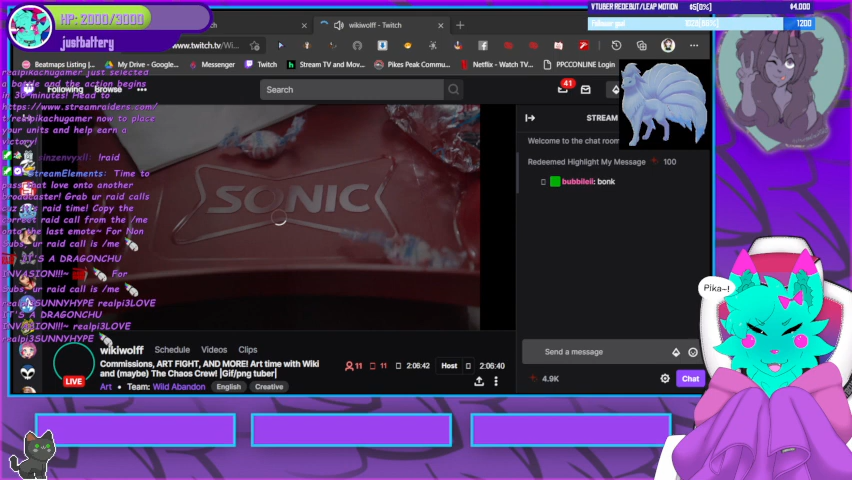 HP: 2000/3000
justbattery
wikiwolff - Twitch
VTUBER REDEBUT/LEAP MOTION
$4,000
Follower goal
1200
www.twitch.tv/Wi...
Beatmaps Listing |...
My Drive - Google...
Messenger
Twitch
Stream TV and Mov...
Pikes Peak Commu...
Netflix - Watch TV...
PPCCONLINE Log in
Following
Browse
Search
41
realpikachugamer just selected
a bottle and the action begins
in 30 minutes! Head to
https://www.streamraiders.com/
t/realpikachugamer now to place
your units and help earn a
victory!
!raid
StreamElements: Time to
pass that love onto another
broadcaster! Grab ur raid calls
cuz its raid time! Copy the
correct raid call from the /me
onto the last emote~ For Non
Subs, ur raid call is /me
IT'S A DRAGONCHU
INVASION!!!~
For
Subs, ur raid call is /me
realpi3SUNNYHYPE realpi3LOVE
IT'S A DRAGONCHU
INVASION!!!~ realpi3LOVE
realpi3SUNNYHYPE
SONIC
STREAM
Welcome to the chat room
Redeemed Highlight My Message
100
bubbleii: bonk
Pika~!
LIVE
wikiwolff
Schedule
Videos
Clips
Commissions, ART FIGHT, AND MORE! Art time with Wiki
and (maybe) The Chaos Crew! |Gif/png tuber|
Art • Team: Wild Abandon
English
Creative
11
11
2:06:42
Host
2:06:40
Send a message
4.9K
Chat